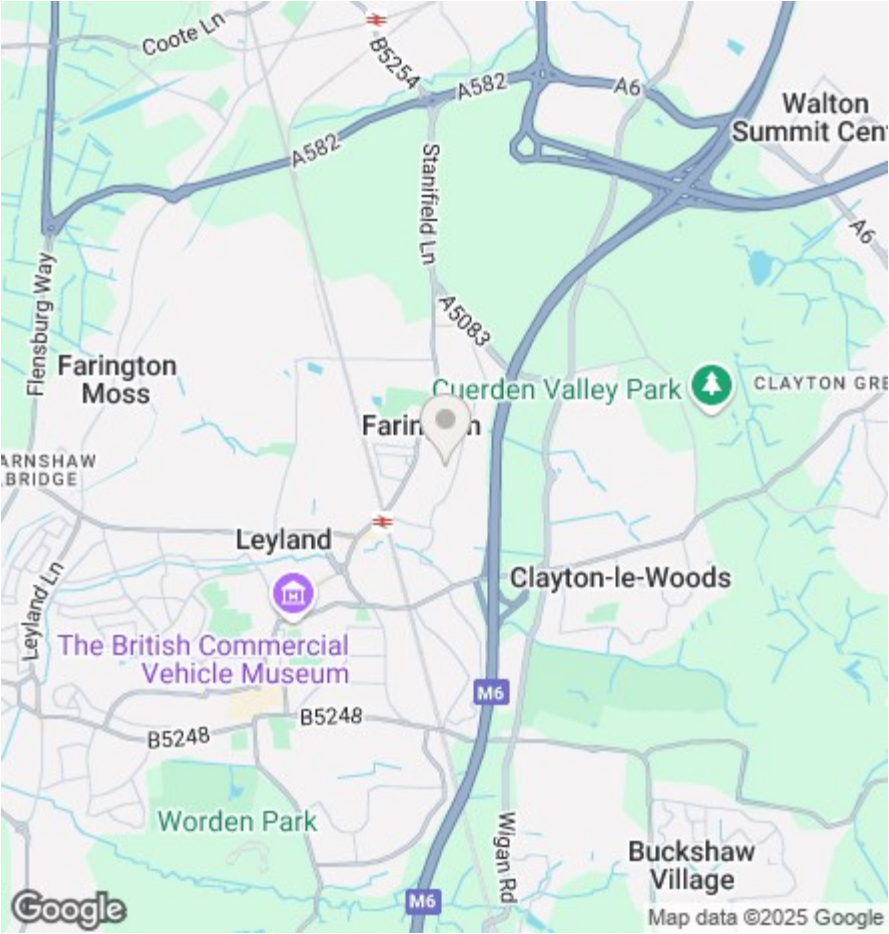 Coote Ln
B5254
A582
A6
Walton
Summit Cent
A582
Stanifield Ln
A6
Flensburg Way
A5083
Farington
Moss
Cuerden Valley Park
CLAYTON GRE
Farin n
ARNSHAW
BRIDGE
Leyland
Clayton-le-Woods
Leyland Ln
The British Commercial
Vehicle Museum
M6
B5248
B5248
Worden Park
Wigan Rd
Buckshaw
Village
M6
Google
Map data ©2025 Google